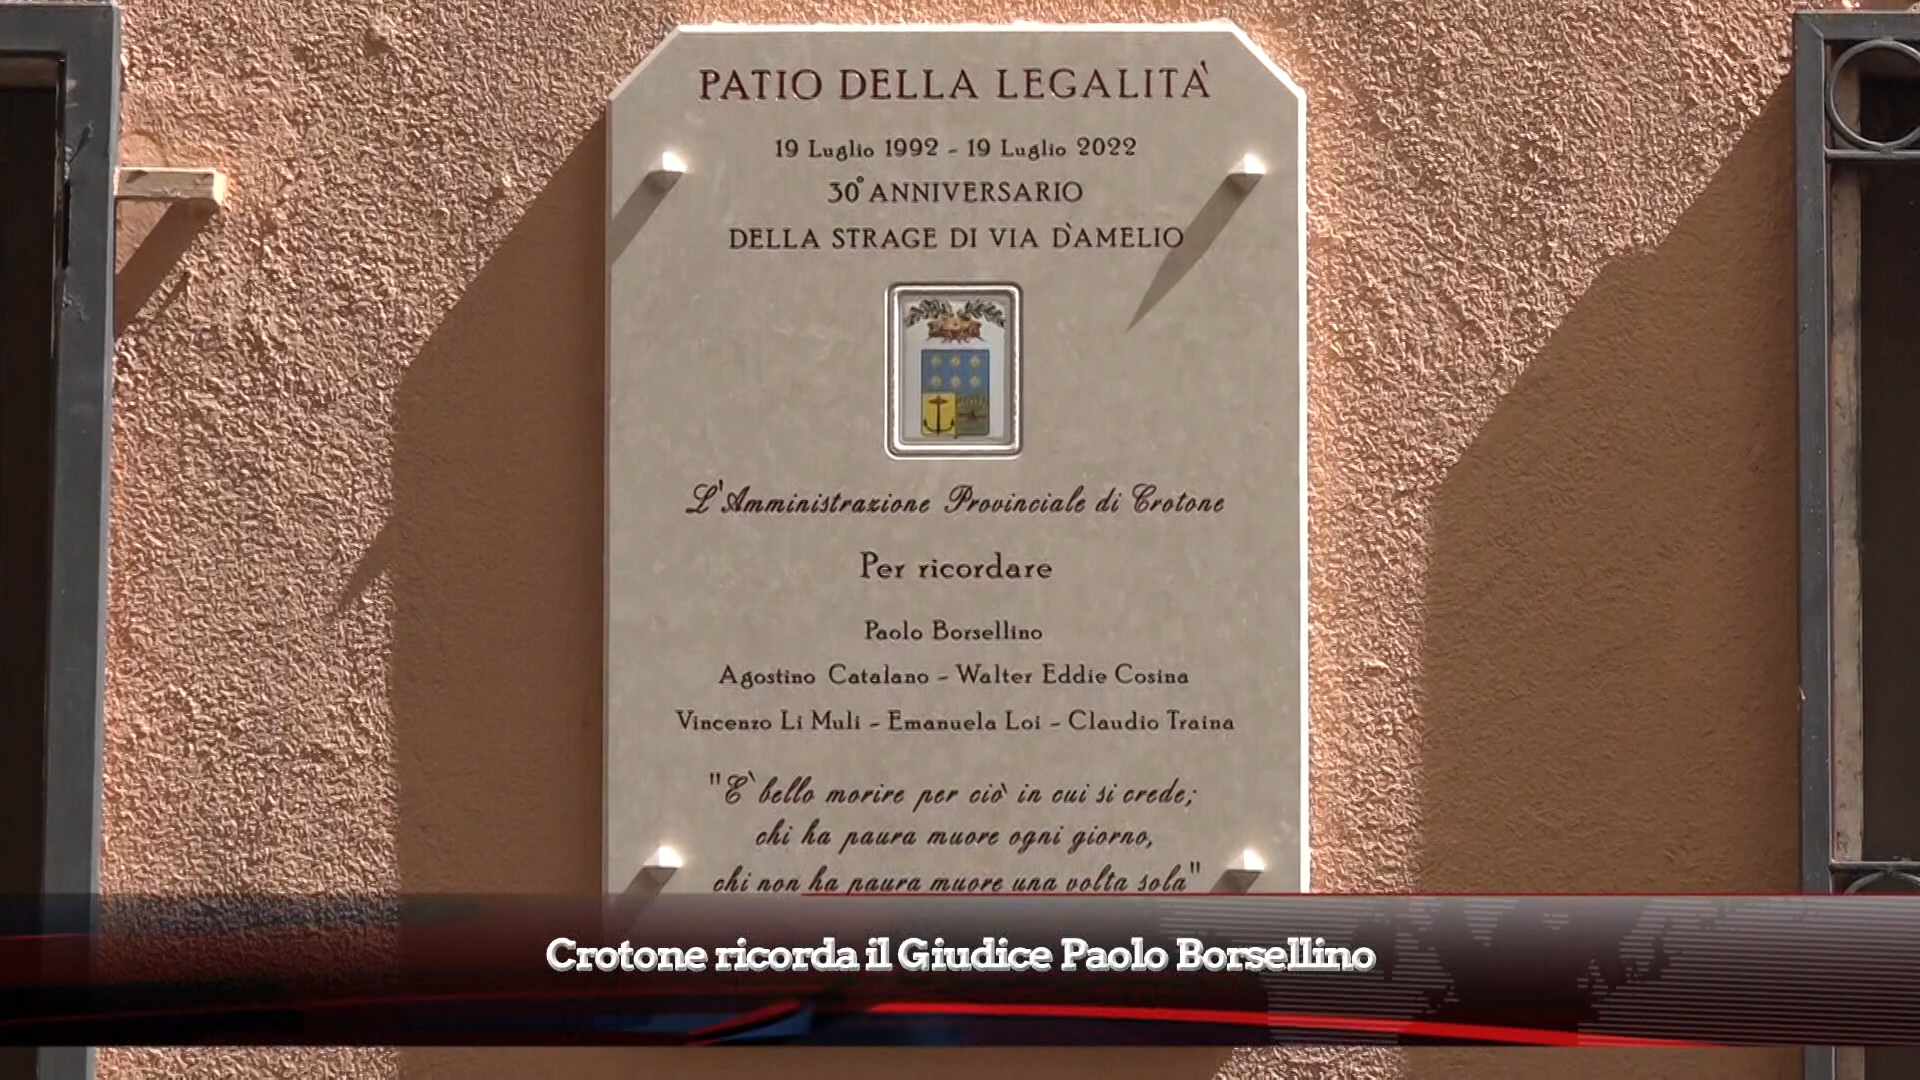 PATIO DELLA LEGALITA'
19 Luglio 1992 - 19 Luglio 2022
30° ANNIVERSARIO
DELLA STRAGE DI VIA D'AMELIO
L'Amministrazione Provinciale di Crotone
Per ricordare
Paolo Borsellino
Agostino Catalano - Walter Eddie Cosina
Vincenzo Li Muli - Emanuela Loi - Claudio Traina
"E' bello morire per ciò in cui si crede;
chi ha paura muore ogni giorno,
chi non ha paura muore una volta sola"
Crotone ricorda il Giudice Paolo Borsellino